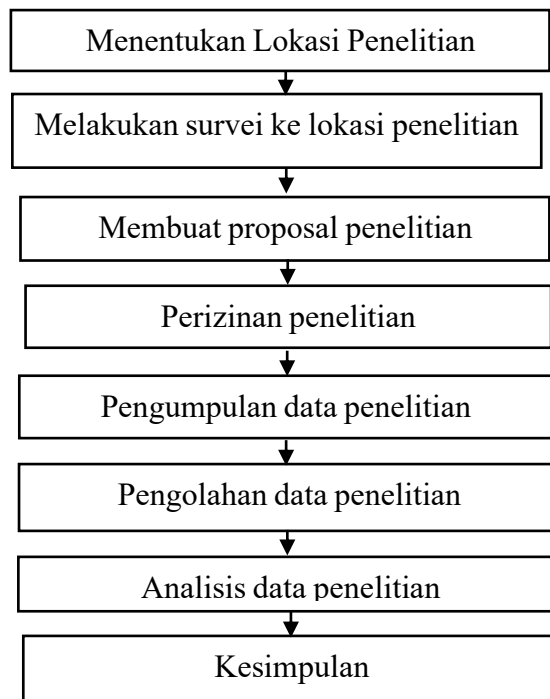 Menentukan Lokasi Penelitian
Melakukan survei ke lokasi penelitian
Membuat proposal penelitian
Perizinan penelitian
Pengumpulan data penelitian
Pengolahan data penelitian
Analisis data penelitian
Kesimpulan